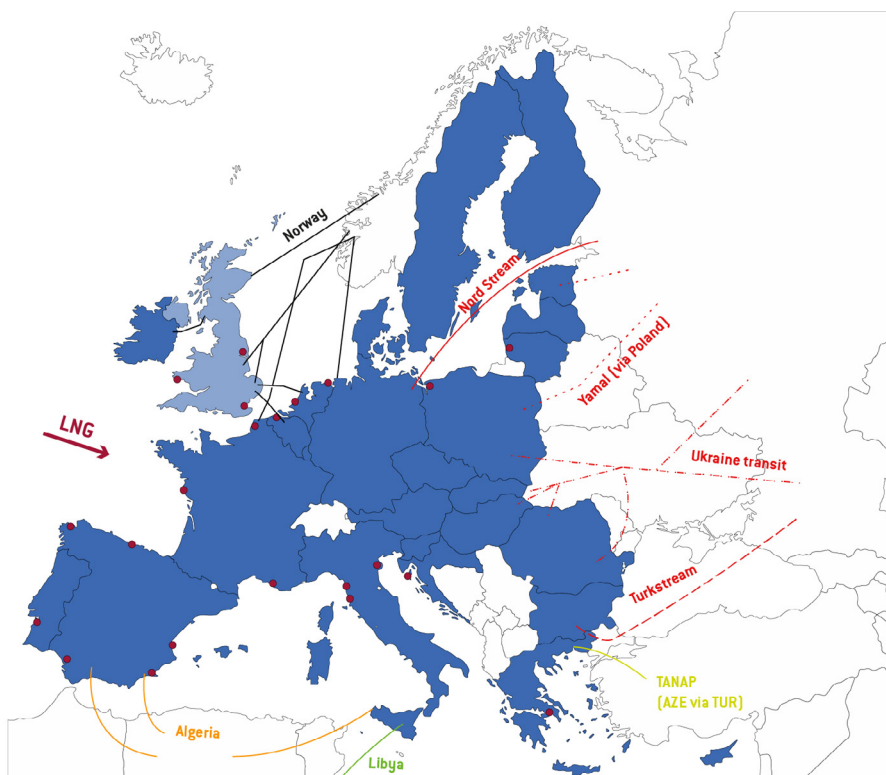 Norway
Nord Stream
Yamal (via Poland)
LNG
Ukraine transit
Turkstream
TANAP
(AZE via TUR)
Algeria
Libya